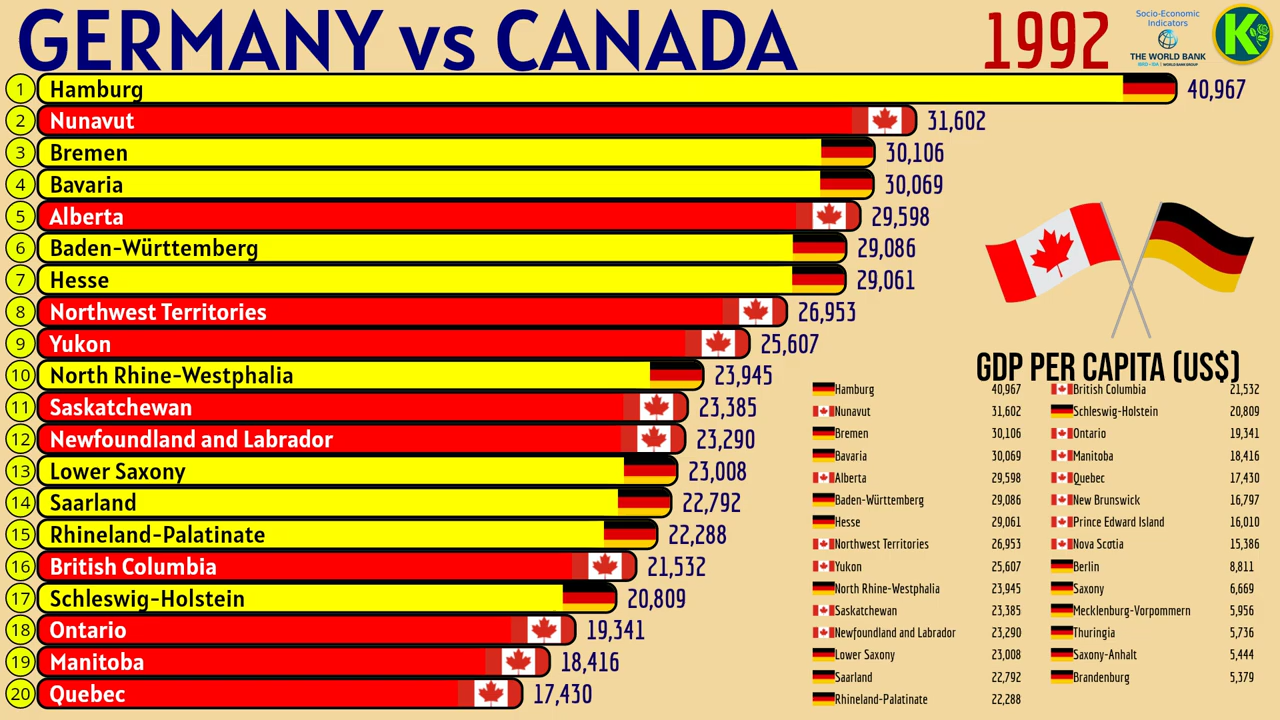 GERMANY vs CANADA
1992
Socio-Economic
Indicators
THE WORLD BANK
IBRD • IDA | WORLD BANK GROUP
K
1 Hamburg 40,967
2 Nunavut 31,602
3 Bremen 30,106
4 Bavaria 30,069
5 Alberta 29,598
6 Baden-Württemberg 29,086
7 Hesse 29,061
8 Northwest Territories 26,953
9 Yukon 25,607
10 North Rhine-Westphalia 23,945
11 Saskatchewan 23,385
12 Newfoundland and Labrador 23,290
13 Lower Saxony 23,008
14 Saarland 22,792
15 Rhineland-Palatinate 22,288
16 British Columbia 21,532
17 Schleswig-Holstein 20,809
18 Ontario 19,341
19 Manitoba 18,416
20 Quebec 17,430
GDP PER CAPITA (US$)
Hamburg 40,967
Nunavut 31,602
Bremen 30,106
Bavaria 30,069
Alberta 29,598
Baden-Württemberg 29,086
Hesse 29,061
Northwest Territories 26,953
Yukon 25,607
North Rhine-Westphalia 23,945
Saskatchewan 23,385
Newfoundland and Labrador 23,290
Lower Saxony 23,008
Saarland 22,792
Rhineland-Palatinate 22,288
British Columbia 21,532
Schleswig-Holstein 20,809
Ontario 19,341
Manitoba 18,416
Quebec 17,430
New Brunswick 16,797
Prince Edward Island 16,010
Nova Scotia 15,386
Berlin 8,811
Saxony 6,669
Mecklenburg-Vorpommern 5,956
Thuringia 5,736
Saxony-Anhalt 5,444
Brandenburg 5,379